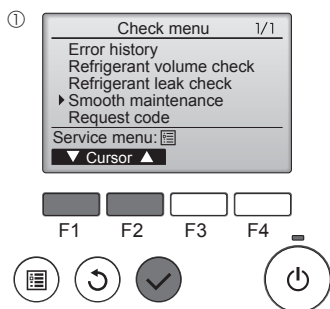 ①
Check menu 1/1
Error history
Refrigerant volume check
Refrigerant leak check
Smooth maintenance
Request code
Service menu:
▼ Cursor ▲
F1 F2 F3 F4